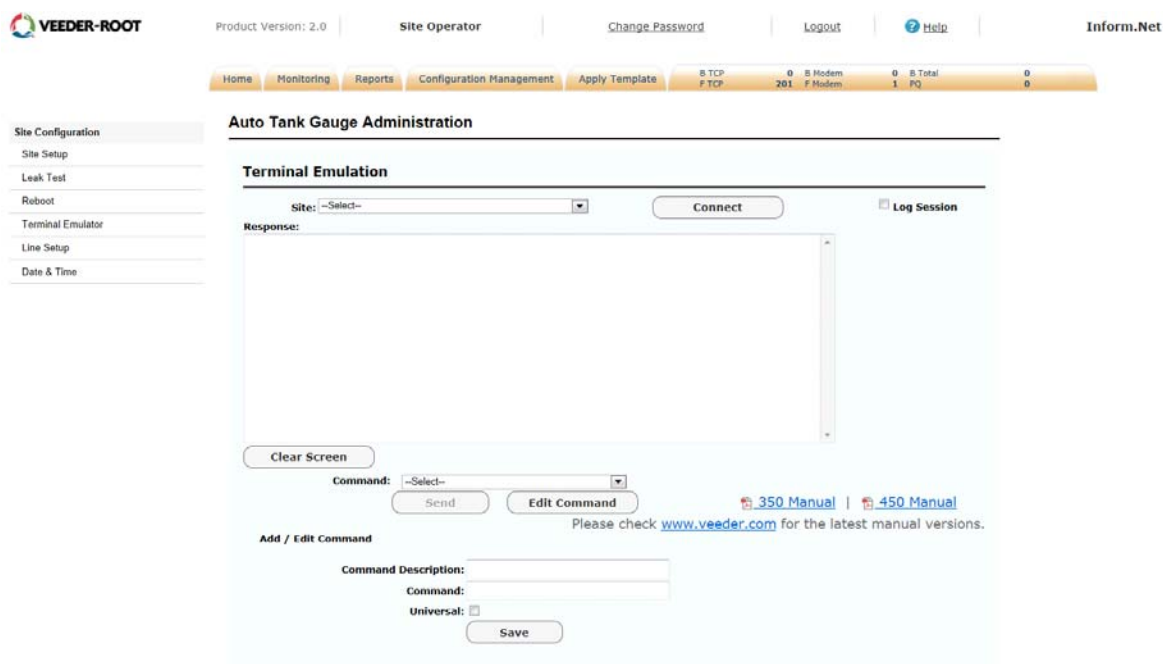 VEEDER-ROOT Product Version: 2.0 Site Operator Change Password Logout ? Help Inform.Net
Home Monitoring Reports Configuration Management Apply Template B TCP 0 B Modem 0 B Total 0
F TCP 201 F Modem 1 PQ 0
Auto Tank Gauge Administration
Site Configuration
Site Setup
Leak Test
Reboot
Terminal Emulator
Line Setup
Date & Time
Terminal Emulation
Site: --Select-- Connect Log Session
Response:
Clear Screen
Command: --Select--
Send Edit Command 350 Manual | 450 Manual
Please check www.veeder.com for the latest manual versions.
Add / Edit Command
Command Description:
Command:
Universal:
Save